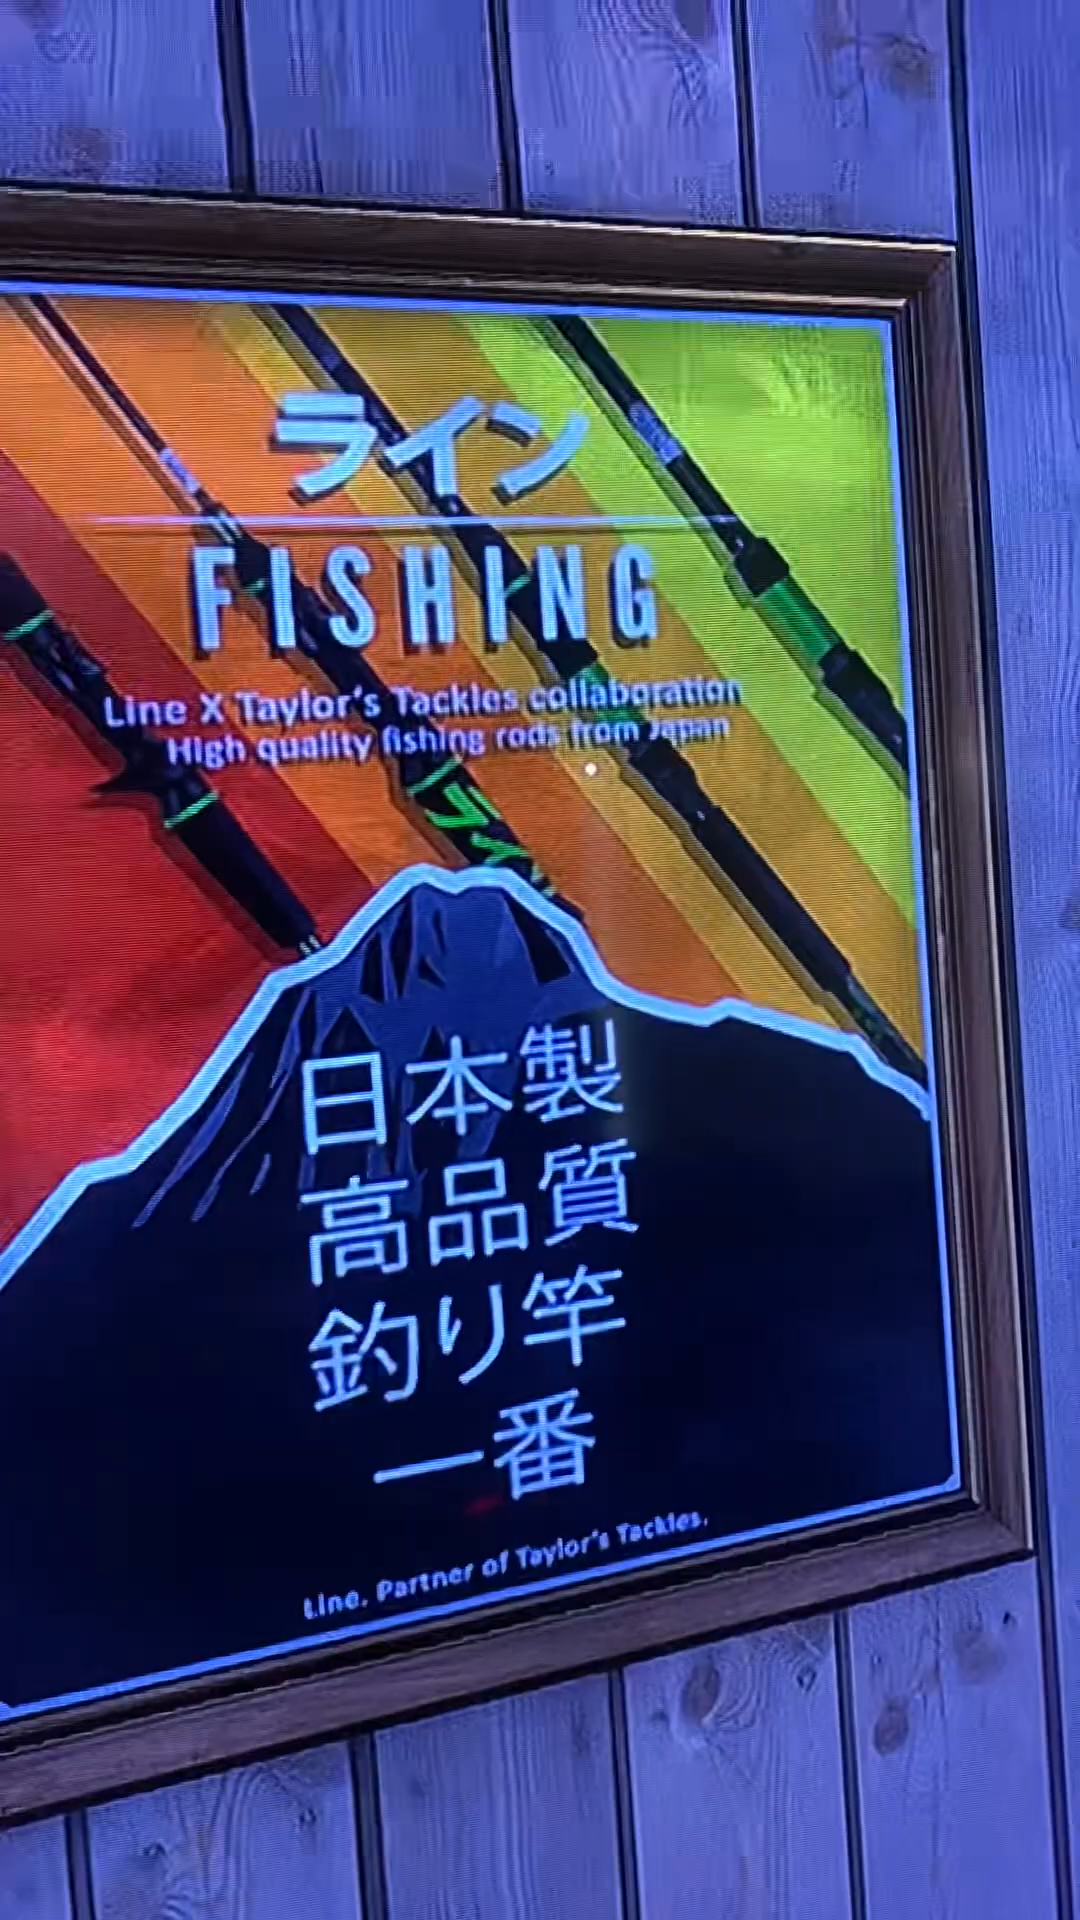 ライン
FISHING
Line X Taylor's Tackles collaboration
High quality fishing rods from Japan
日本製
高品質
釣り竿
一番
Line. Partner of Taylor's Tackles.